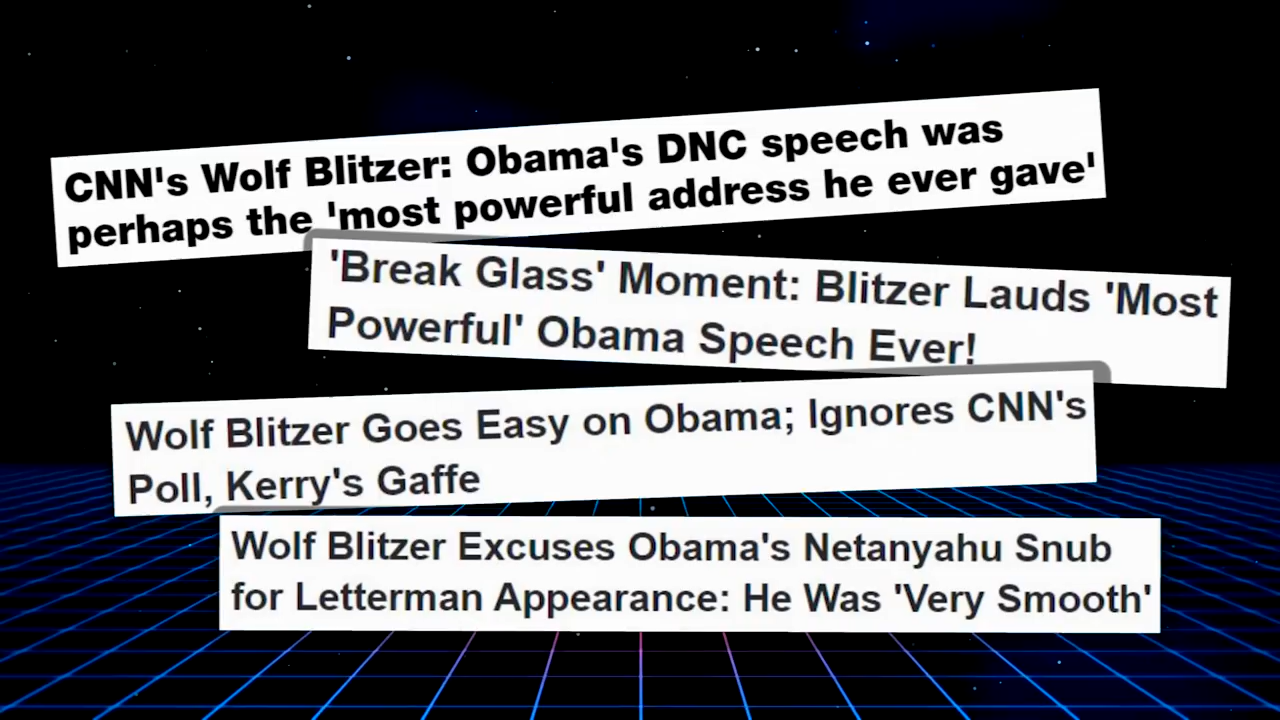 CNN's Wolf Blitzer: Obama's DNC speech was
perhaps the 'most powerful address he ever gave'
'Break Glass' Moment: Blitzer Lauds 'Most
Powerful' Obama Speech Ever!
Wolf Blitzer Goes Easy on Obama; Ignores CNN's
Poll, Kerry's Gaffe
Wolf Blitzer Excuses Obama's Netanyahu Snub
for Letterman Appearance: He Was 'Very Smooth'